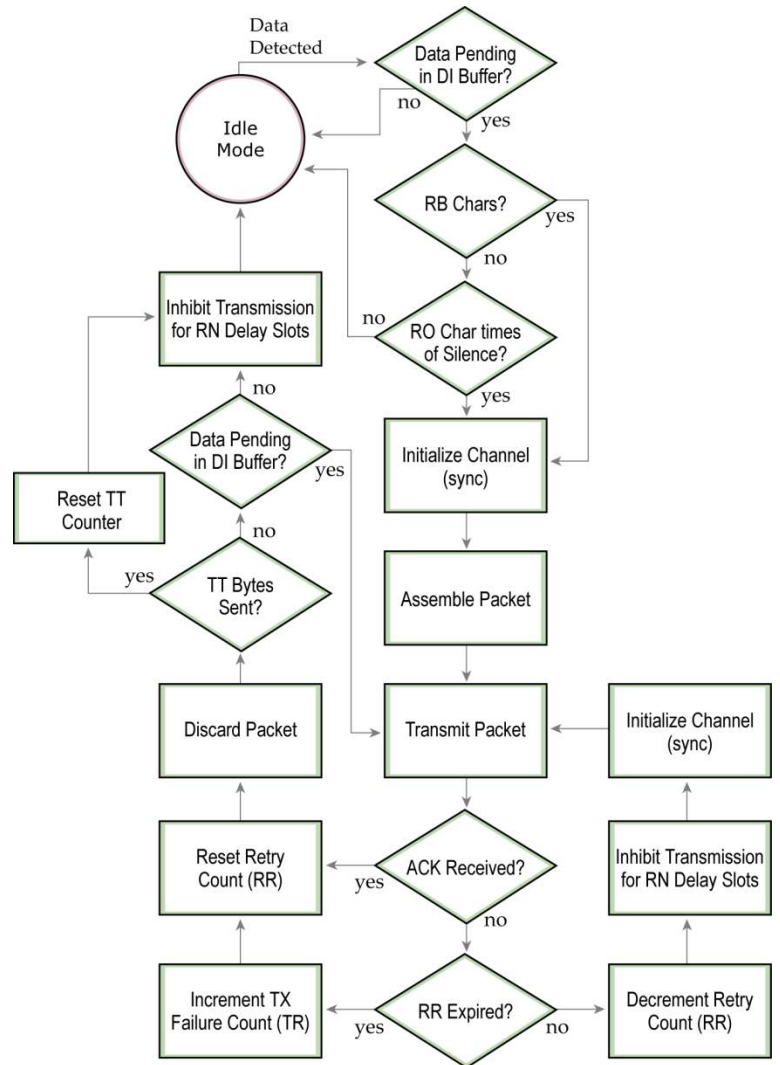 Data
Detected
Data Pending
in DI Buffer?
no
yes
Idle
Mode
RB Chars?
yes
no
Inhibit Transmission
for RN Delay Slots
no
RO Char times
of Silence?
yes
no
Data Pending
in DI Buffer?
yes
Initialize Channel
(sync)
Reset TT
Counter
no
yes
TT Bytes
Sent?
Assemble Packet
Discard Packet
Transmit Packet
Initialize Channel
(sync)
Reset Retry
Count (RR)
yes
ACK Received?
no
Inhibit Transmission
for RN Delay Slots
Increment TX
Failure Count (TR)
yes
RR Expired?
no
Decrement Retry
Count (RR)